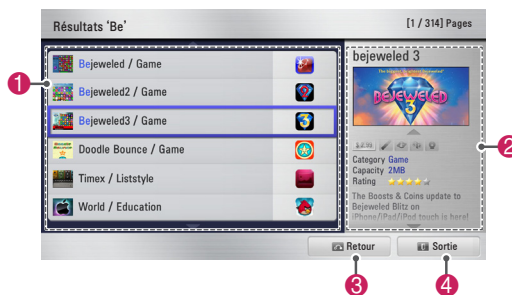 Résultats ‘Be’
[1 / 314] Pages
Bejeweled / Game
Bejeweled2 / Game
Bejeweled3 / Game
Doodle Bounce / Game
Timex / Liststyle
World / Education
bejeweled 3
BEJEWELED
3
Category Game
Capacity 2MB
Rating
The Boosts & Coins update to
Bejeweled Blitz on
iPhone/iPad/iPod touch is here!
Retour
Sortie
1
2
3
4